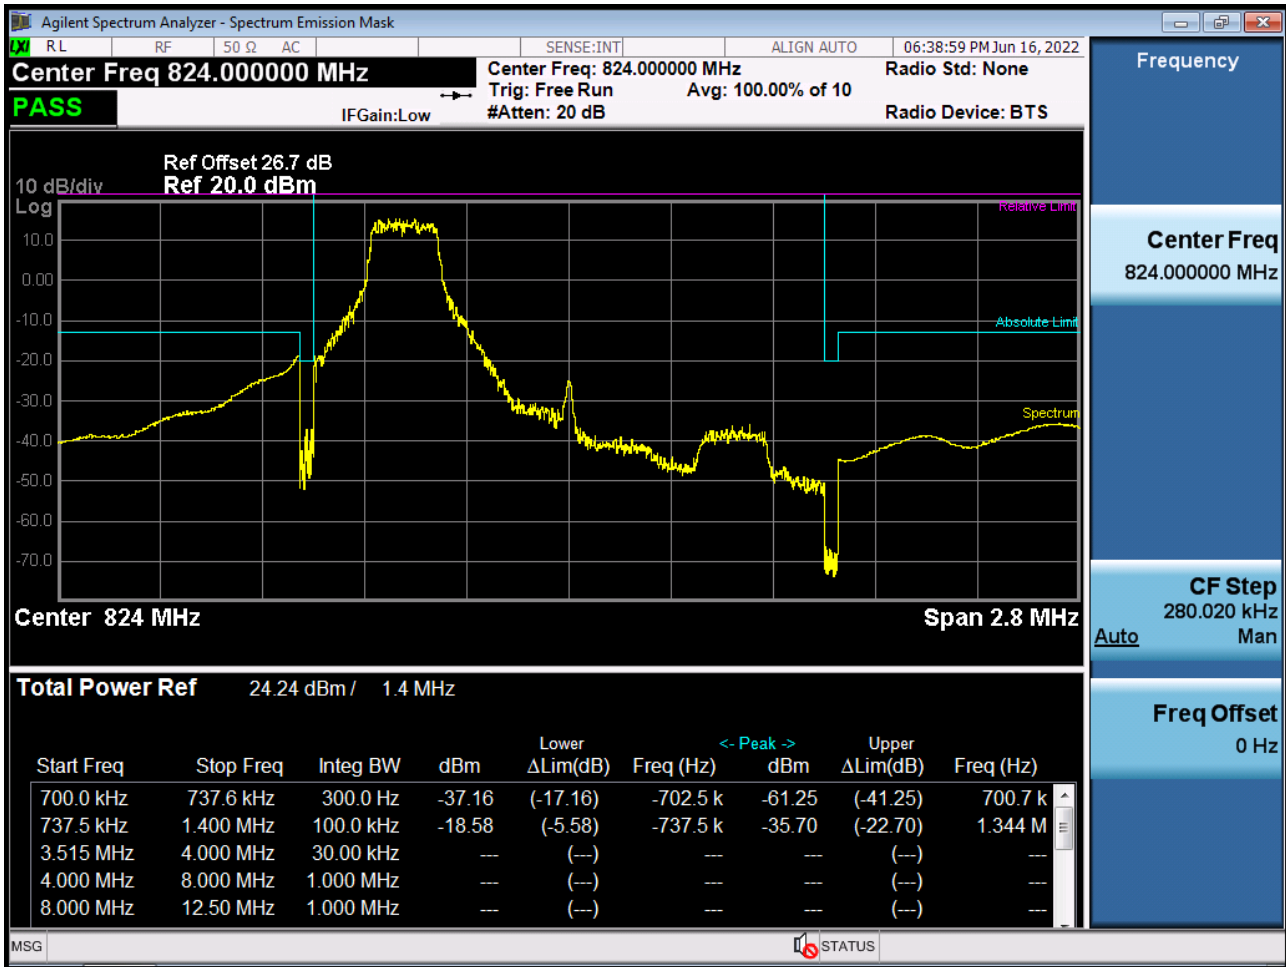 Agilent Spectrum Analyzer - Spectrum Emission Mask
LXI RL RF 50 Ω AC SENSE:INT ALIGN AUTO 06:38:59 PM Jun 16, 2022
Center Freq 824.000000 MHz
Center Freq: 824.000000 MHz Radio Std: None
Trig: Free Run Avg: 100.00% of 10
PASS
IFGain:Low #Atten: 20 dB Radio Device: BTS
Ref Offset 26.7 dB
10 dB/div Ref 20.0 dBm
Log
Relative Limit
10.0
0.00
-10.0
Absolute Limit
-20.0
-30.0
Spectrum
-40.0
-50.0
-60.0
-70.0
Center 824 MHz Span 2.8 MHz
Total Power Ref 24.24 dBm / 1.4 MHz
Lower <- Peak -> Upper
Start Freq Stop Freq Integ BW dBm ΔLim(dB) Freq (Hz) dBm ΔLim(dB) Freq (Hz)
700.0 kHz 737.6 kHz 300.0 Hz -37.16 (-17.16) -702.5 k -61.25 (-41.25) 700.7 k
737.5 kHz 1.400 MHz 100.0 kHz -18.58 (-5.58) -737.5 k -35.70 (-22.70) 1.344 M
3.515 MHz 4.000 MHz 30.00 kHz --- (---) --- --- (---) ---
4.000 MHz 8.000 MHz 1.000 MHz --- (---) --- --- (---) ---
8.000 MHz 12.50 MHz 1.000 MHz --- (---) --- --- (---) ---
MSG STATUS
Frequency
Center Freq
824.000000 MHz
CF Step
280.020 kHz
Auto Man
Freq Offset
0 Hz